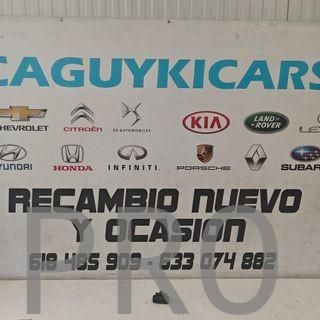 CAGUYKICARS
CHEVROLET CITROËN DS AUTOMOBILES KIA LAND ROVER
HYUNDAI HONDA INFINITI PORSCHE RENAULT SUBARU
RECAMBIO NUEVO
Y OCASION
618 485 909 - 633 074 882
PRO